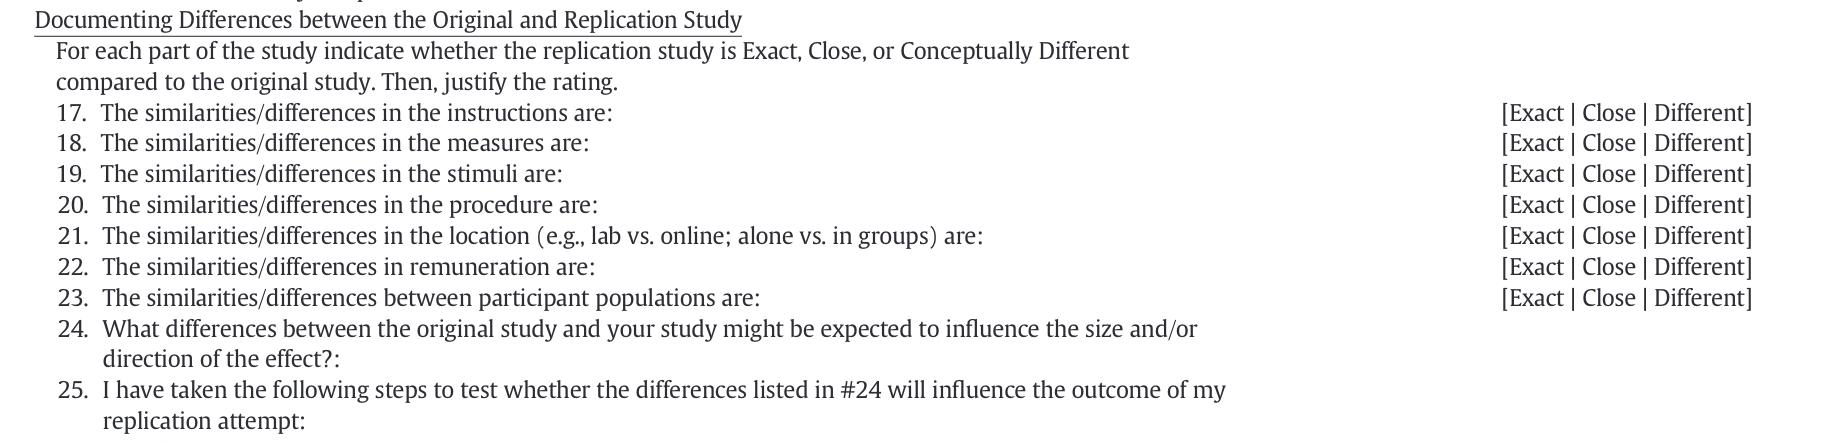 Documenting Differences between the Original and Replication Study
For each part of the study indicate whether the replication study is Exact, Close, or Conceptually Different
compared to the original study. Then, justify the rating.
17. The similarities/differences in the instructions are: [Exact | Close | Different]
18. The similarities/differences in the measures are: [Exact | Close | Different]
19. The similarities/differences in the stimuli are: [Exact | Close | Different]
20. The similarities/differences in the procedure are: [Exact | Close | Different]
21. The similarities/differences in the location (e.g., lab vs. online; alone vs. in groups) are: [Exact | Close | Different]
22. The similarities/differences in remuneration are: [Exact | Close | Different]
23. The similarities/differences between participant populations are: [Exact | Close | Different]
24. What differences between the original study and your study might be expected to influence the size and/or
direction of the effect?:
25. I have taken the following steps to test whether the differences listed in #24 will influence the outcome of my
replication attempt: